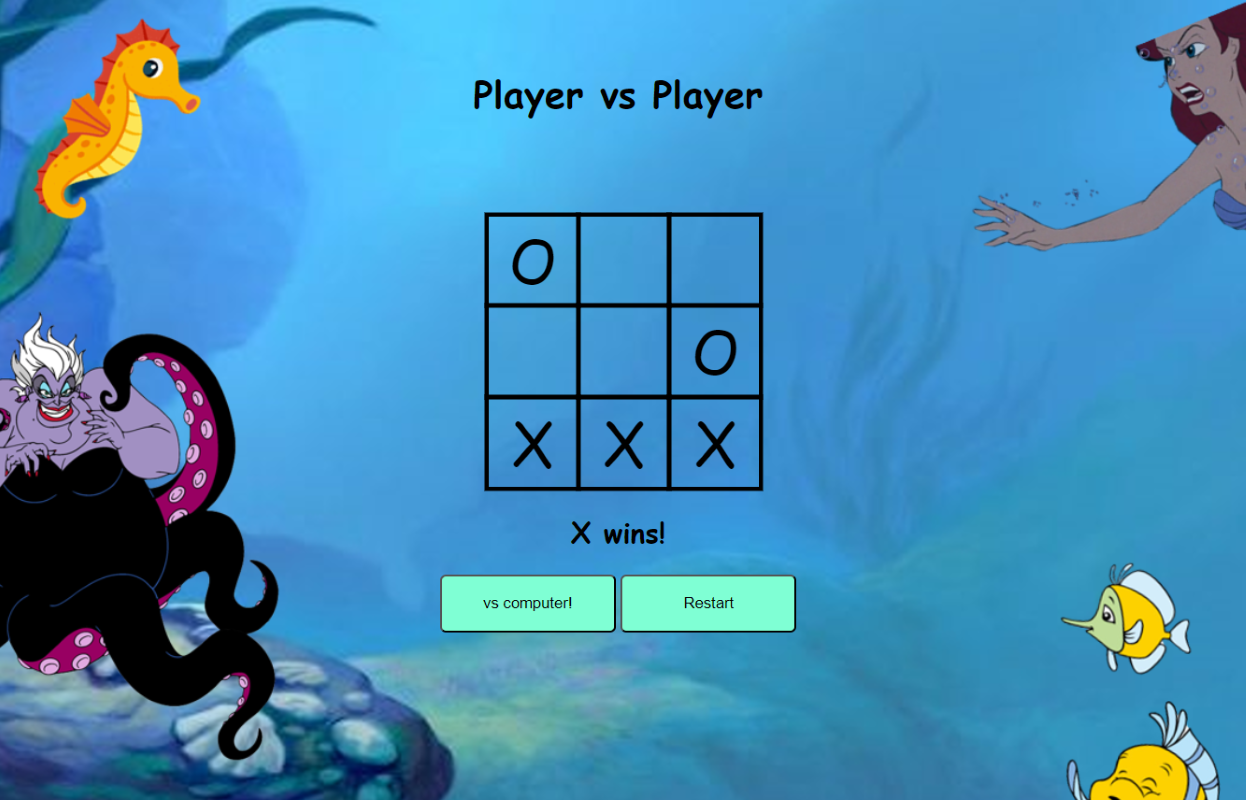 Player vs Player
O
O
X X X
X wins!
vs computer! Restart